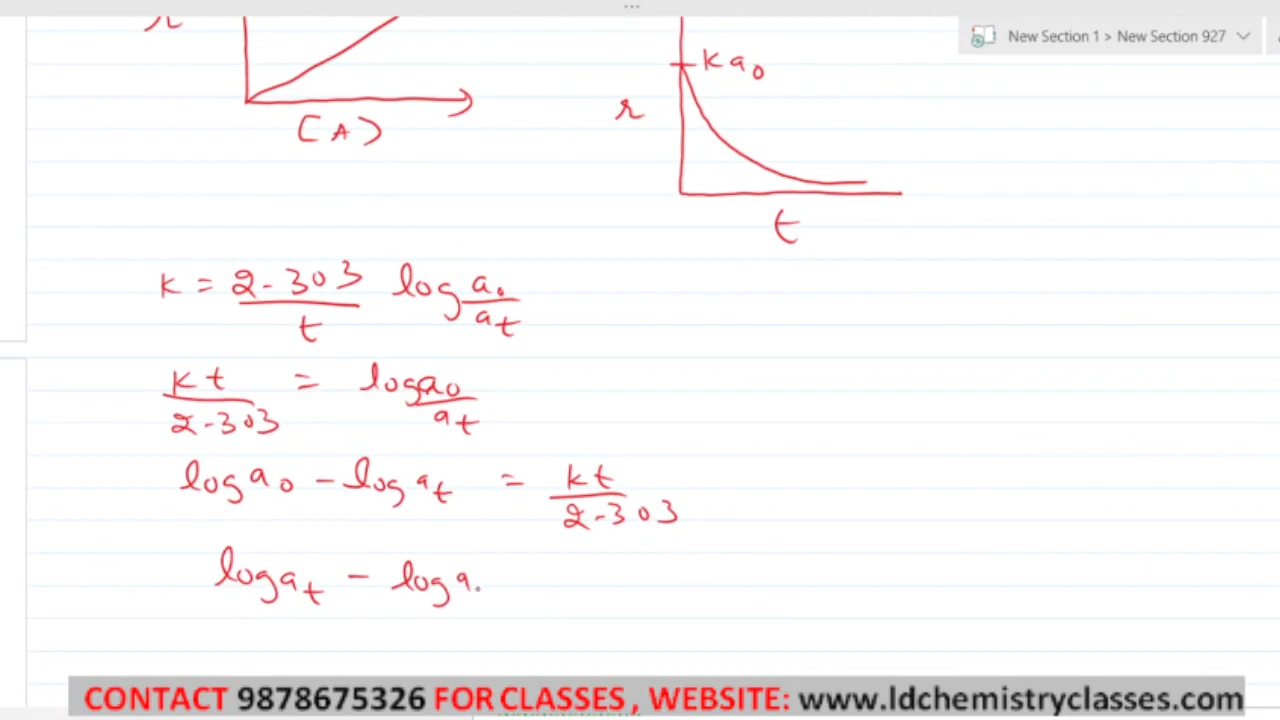 New Section 1 > New Section 927
r
[A]
k a₀
r
t
k = 2.303/t log a₀/aₜ
kt/2.303 = log a₀/aₜ
log a₀ - log aₜ = kt/2.303
log aₜ - log a.
CONTACT 9878675326 FOR CLASSES , WEBSITE: www.ldchemistryclasses.com